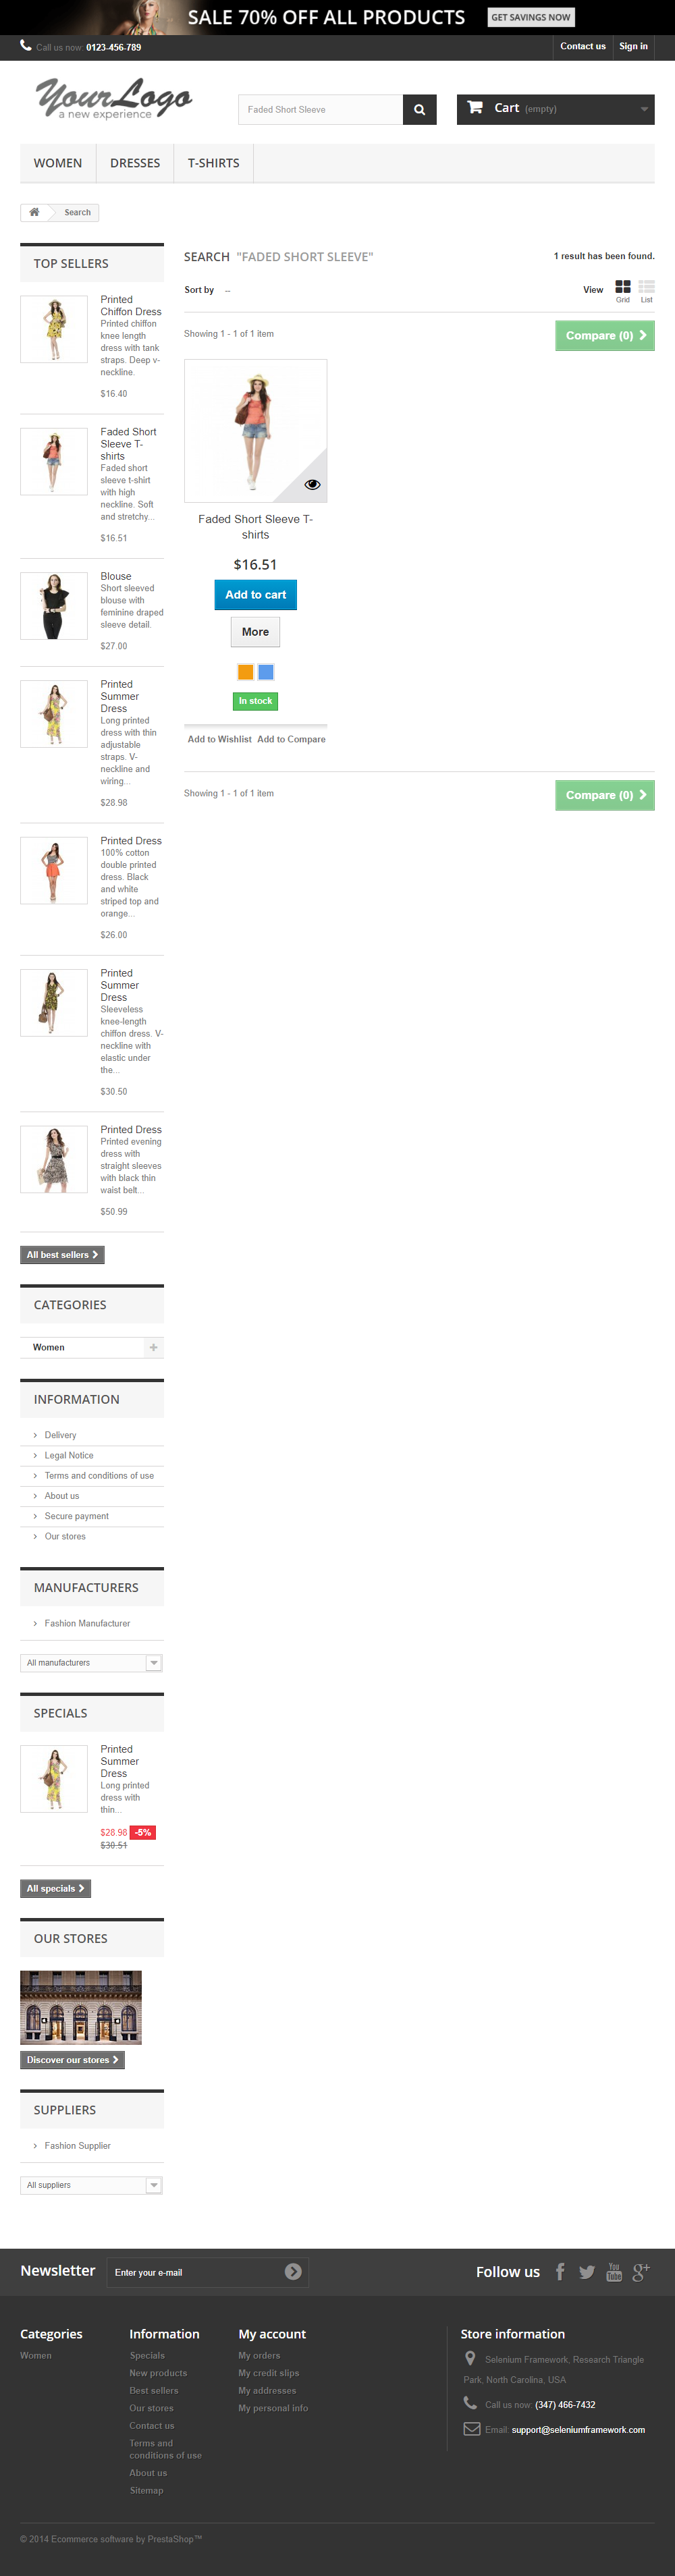 SALE 70% OFF ALL PRODUCTS
GET SAVINGS NOW
Call us now: 0123-456-789
Contact us
Sign in
YourLogo
a new experience
Faded Short Sleeve
Cart (empty)
WOMEN
DRESSES
T-SHIRTS
Search
TOP SELLERS
Printed
Chiffon Dress
Printed chiffon
knee length
dress with tank
straps. Deep v-
neckline.
$16.40
Faded Short
Sleeve T-
shirts
Faded short
sleeve t-shirt
with high
neckline. Soft
and stretchy...
$16.51
Blouse
Short sleeved
blouse with
feminine draped
sleeve detail.
$27.00
Printed
Summer
Dress
Long printed
dress with thin
adjustable
straps. V-
neckline and
wiring...
$28.98
Printed Dress
100% cotton
double printed
dress. Black
and white
striped top and
orange...
$26.00
Printed
Summer
Dress
Sleeveless
knee-length
chiffon dress. V-
neckline with
elastic under
the...
$30.50
Printed Dress
Printed evening
dress with
straight sleeves
with black thin
waist belt...
$50.99
All best sellers
CATEGORIES
Women
INFORMATION
Delivery
Legal Notice
Terms and conditions of use
About us
Secure payment
Our stores
MANUFACTURERS
Fashion Manufacturer
All manufacturers
SPECIALS
Printed
Summer
Dress
Long printed
dress with
thin...
$28.98 -5%
$30.51
All specials
OUR STORES
Discover our stores
SUPPLIERS
Fashion Supplier
All suppliers
SEARCH "FADED SHORT SLEEVE"
1 result has been found.
Sort by --
View
Grid
List
Showing 1 - 1 of 1 item
Compare (0)
Faded Short Sleeve T-
shirts
$16.51
Add to cart
More
In stock
Add to Wishlist
Add to Compare
Showing 1 - 1 of 1 item
Compare (0)
Newsletter
Enter your e-mail
Follow us
Categories
Women
Information
Specials
New products
Best sellers
Our stores
Contact us
Terms and
conditions of use
About us
Sitemap
My account
My orders
My credit slips
My addresses
My personal info
Store information
Selenium Framework, Research Triangle
Park, North Carolina, USA
Call us now: (347) 466-7432
Email: support@seleniumframework.com
© 2014 Ecommerce software by PrestaShop™